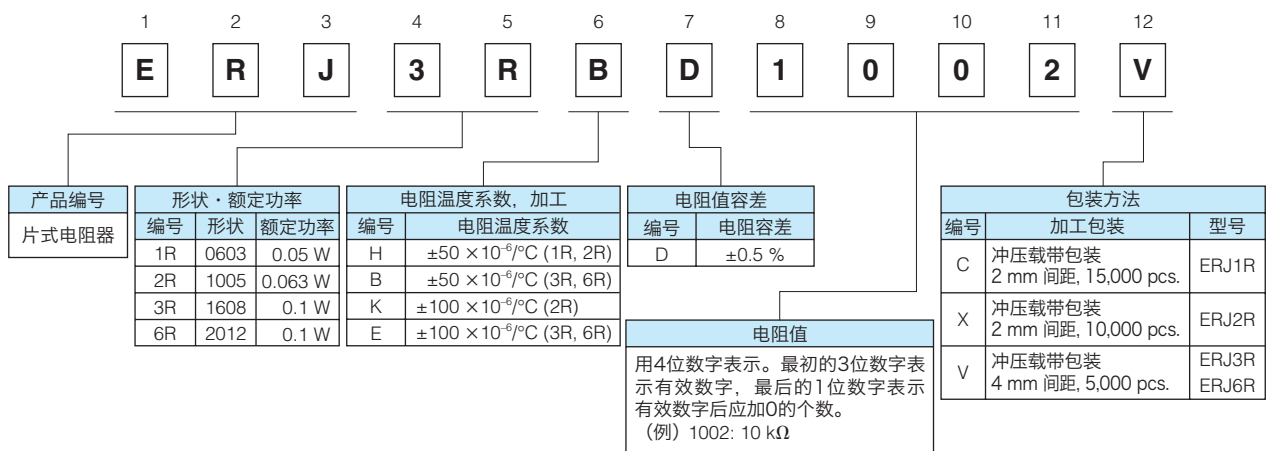 1 2 3 4 5 6 7 8 9 10 11 12
E R J 3 R B D 1 0 0 2 V
产品编号
片式电阻器
形状・额定功率
编号 形状 额定功率
1R 0603 0.05 W
2R 1005 0.063 W
3R 1608 0.1 W
6R 2012 0.1 W
电阻温度系数，加工
编号 电阻温度系数
H ±50 ×10⁻⁶/°C (1R, 2R)
B ±50 ×10⁻⁶/°C (3R, 6R)
K ±100 ×10⁻⁶/°C (2R)
E ±100 ×10⁻⁶/°C (3R, 6R)
电阻值容差
编号 电阻容差
D ±0.5 %
电阻值
用4位数字表示。最初的3位数字表
示有效数字，最后的1位数字表示
有效数字后应加0的个数。
（例）1002: 10 kΩ
包装方法
编号 加工包装 型号
C 冲压载带包装
2 mm 间距, 15,000 pcs. ERJ1R
X 冲压载带包装
2 mm 间距, 10,000 pcs. ERJ2R
V 冲压载带包装
4 mm 间距, 5,000 pcs. ERJ3R
ERJ6R